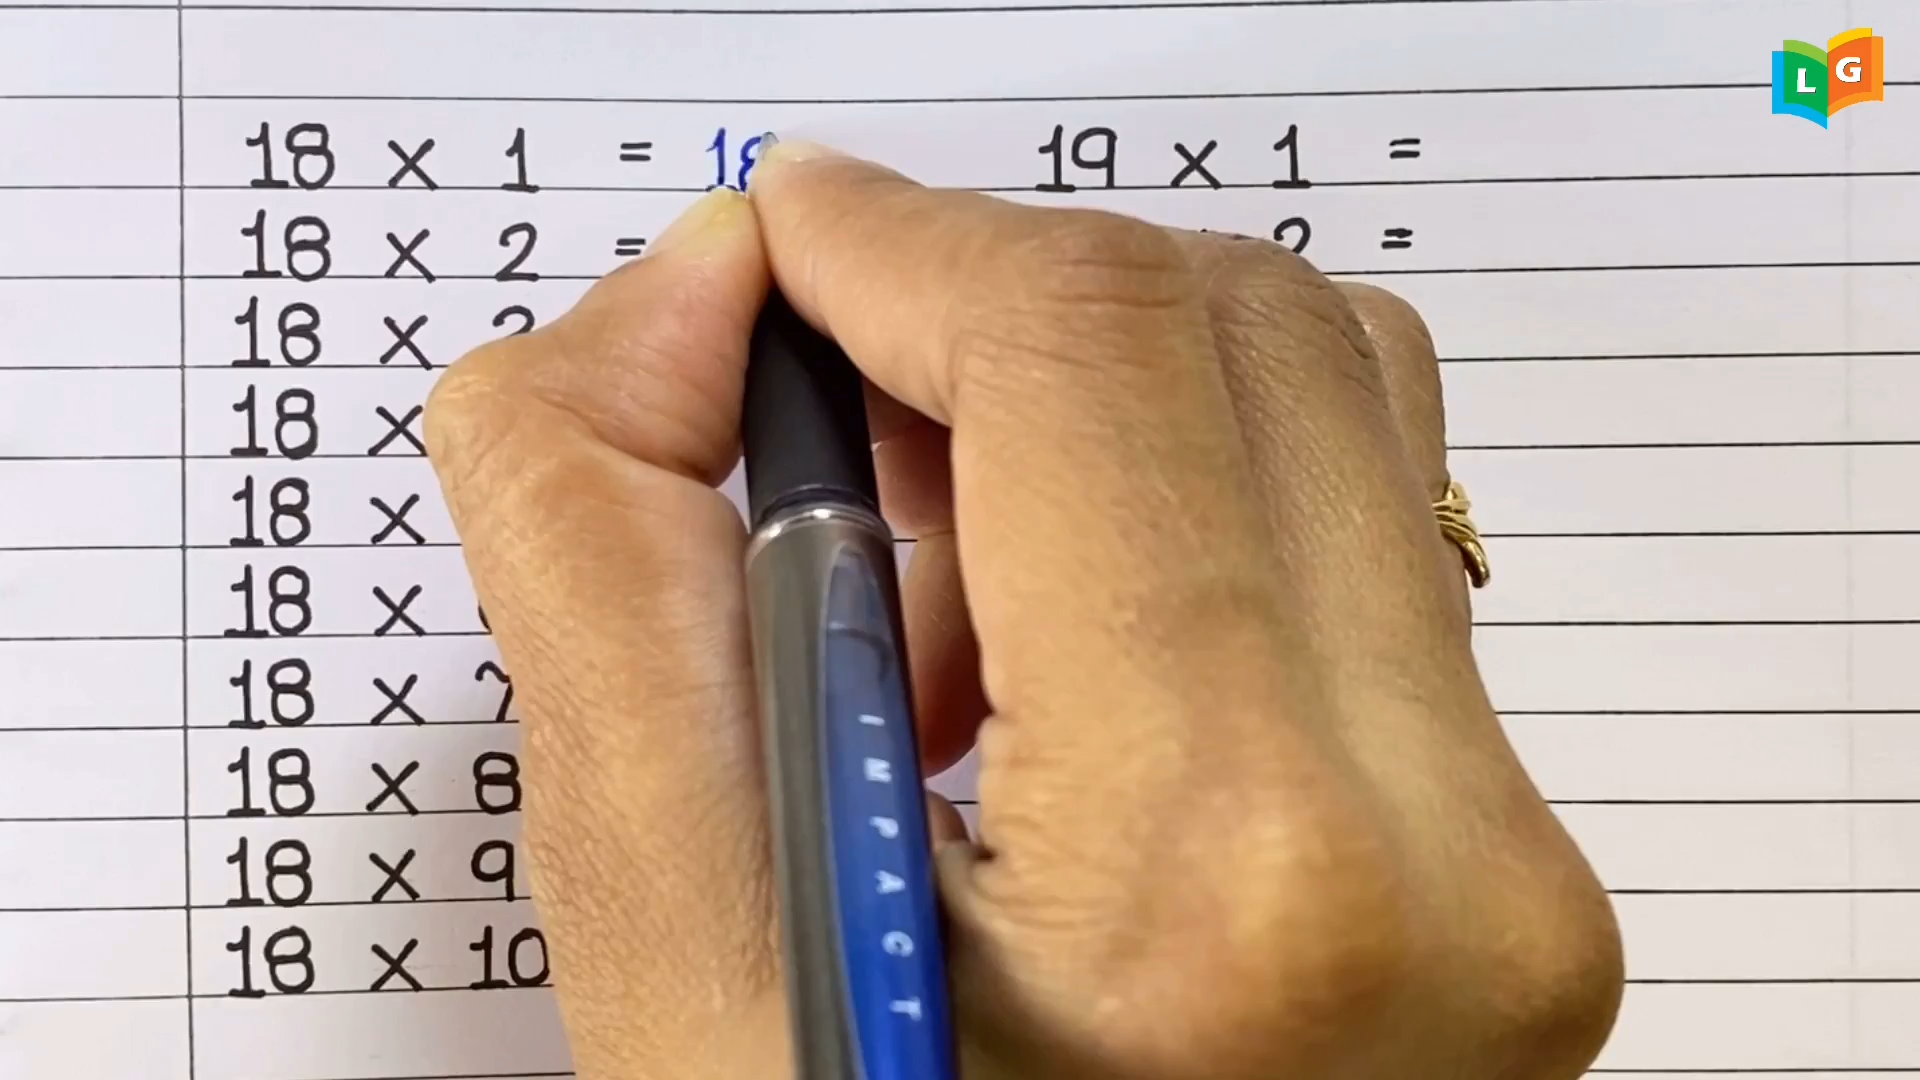 L G
18 × 1 = 18 19 × 1 =
18 × 2 = 2 =
18 ×
18 ×
18 ×
18 ×
18 × 7
18 × 8
18 × 9
18 × 10
IMPACT